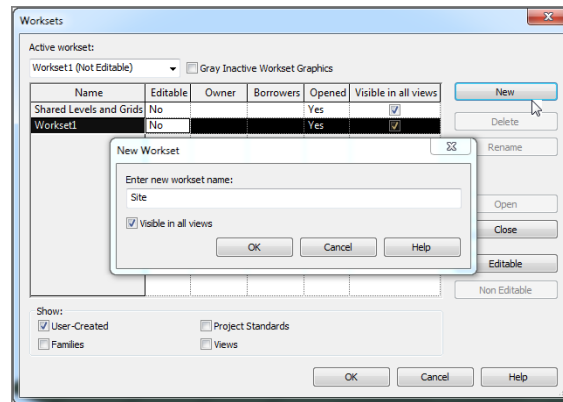 Worksets
Active workset:
Workset1 (Not Editable)
Gray Inactive Workset Graphics
Name Editable Owner Borrowers Opened Visible in all views
New
Shared Levels and Grids No Yes
Workset1 No Yes
Delete
New Workset
Rename
Enter new workset name:
Site
Open
Visible in all views
Close
OK Cancel Help
Editable
Non Editable
Show:
User-Created Project Standards
Families Views
OK Cancel Help